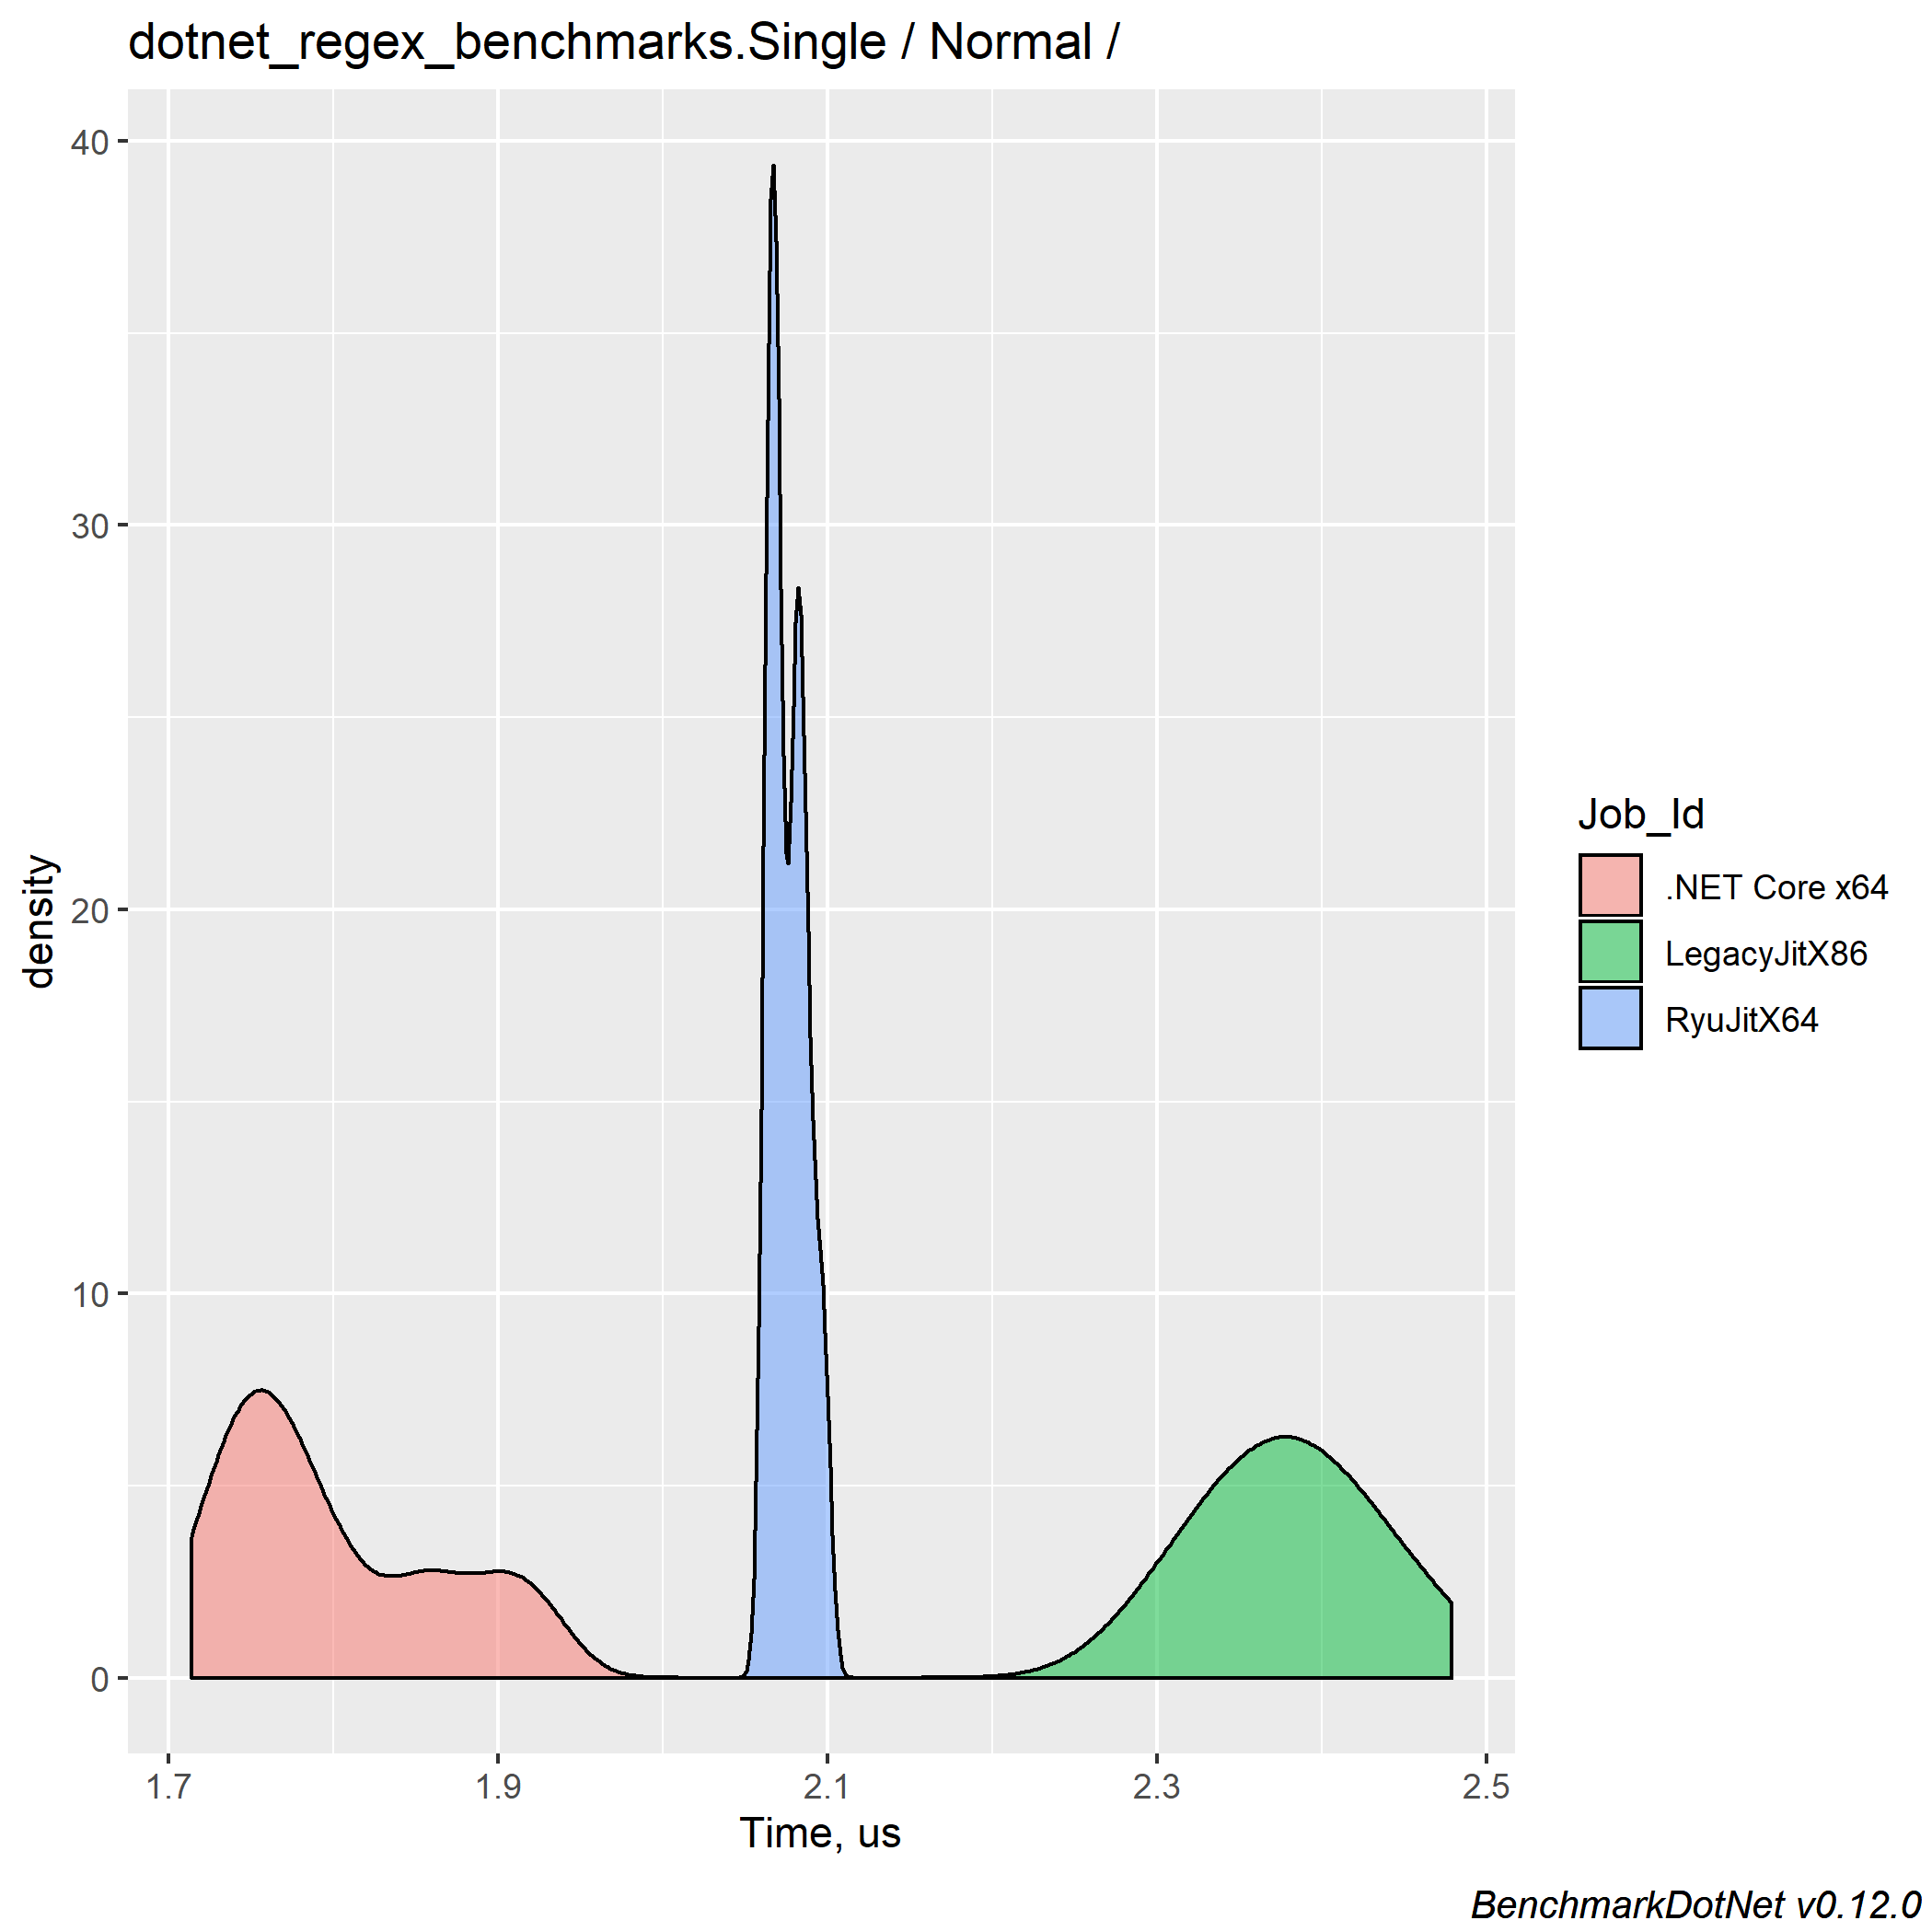 dotnet_regex_benchmarks.Single / Normal /
40
30
20
10
0
density
1.7 1.9 2.1 2.3 2.5
Time, us
Job_Id
.NET Core x64
LegacyJitX86
RyuJitX64
BenchmarkDotNet v0.12.0